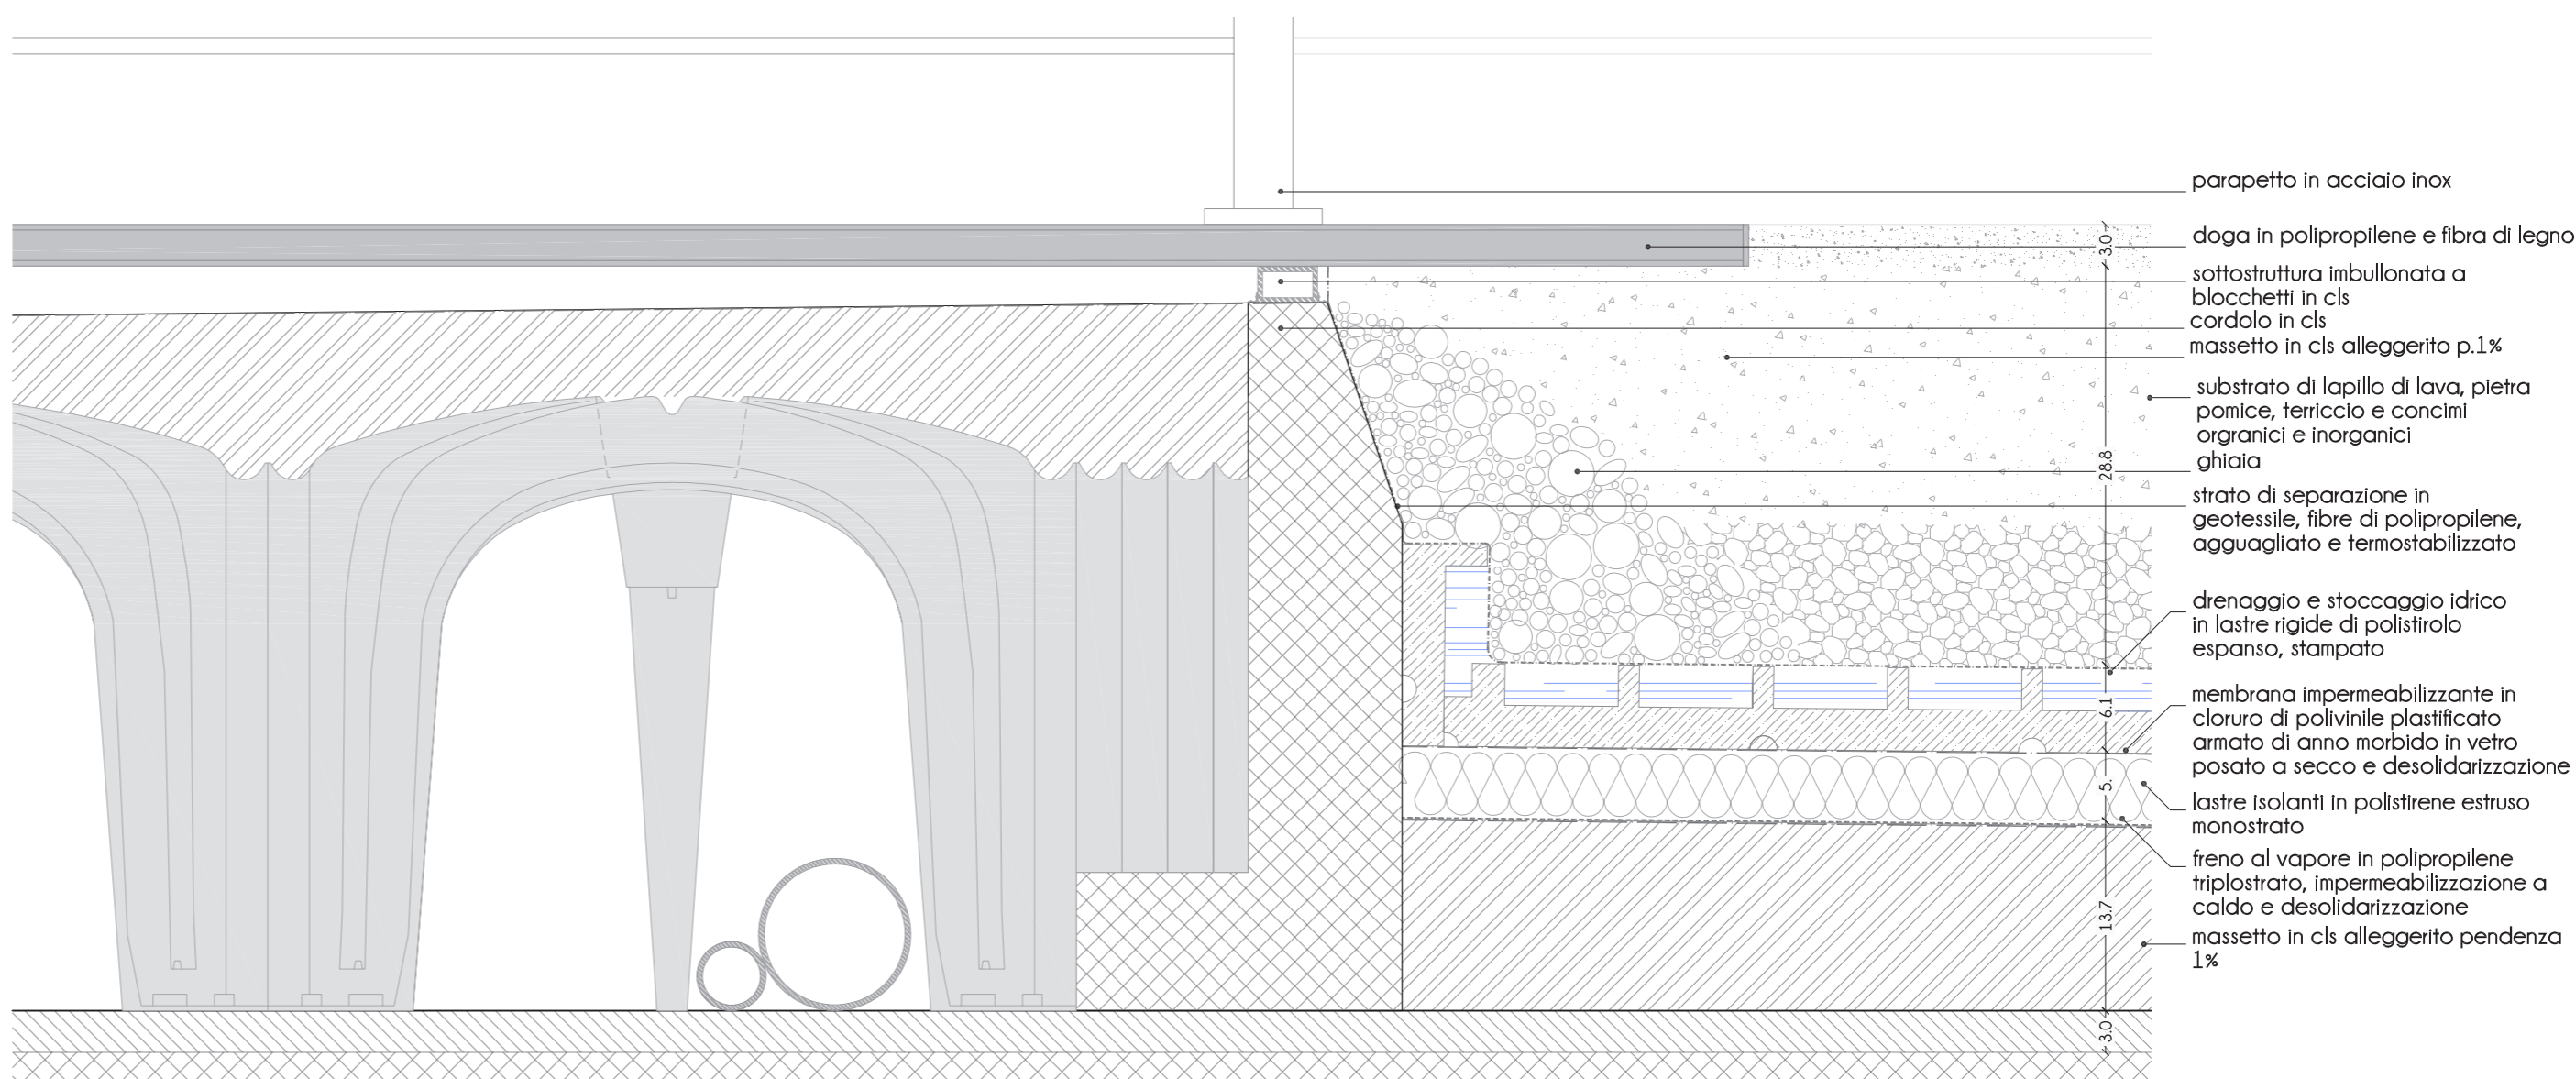 parapetto in acciaio inox
doga in polipropilene e fibra di legno
sottostruttura imbullonata a
blocchetti in cls
cordolo in cls
massetto in cls alleggerito p.1%
substrato di lapillo di lava, pietra
pomice, terriccio e concimi
orgranici e inorganici
ghiaia
strato di separazione in
geotessile, fibre di polipropilene,
agguagliato e termostabilizzato
drenaggio e stoccaggio idrico
in lastre rigide di polistirolo
espanso, stampato
membrana impermeabilizzante in
cloruro di polivinile plastificato
armato di anno morbido in vetro
posato a secco e desolidarizzazione
lastre isolanti in polistirene estruso
monostrato
freno al vapore in polipropilene
triplostrato, impermeabilizzazione a
caldo e desolidarizzazione
massetto in cls alleggerito pendenza
1%
3.0
28.8
6.1
5.
13.7
3.0